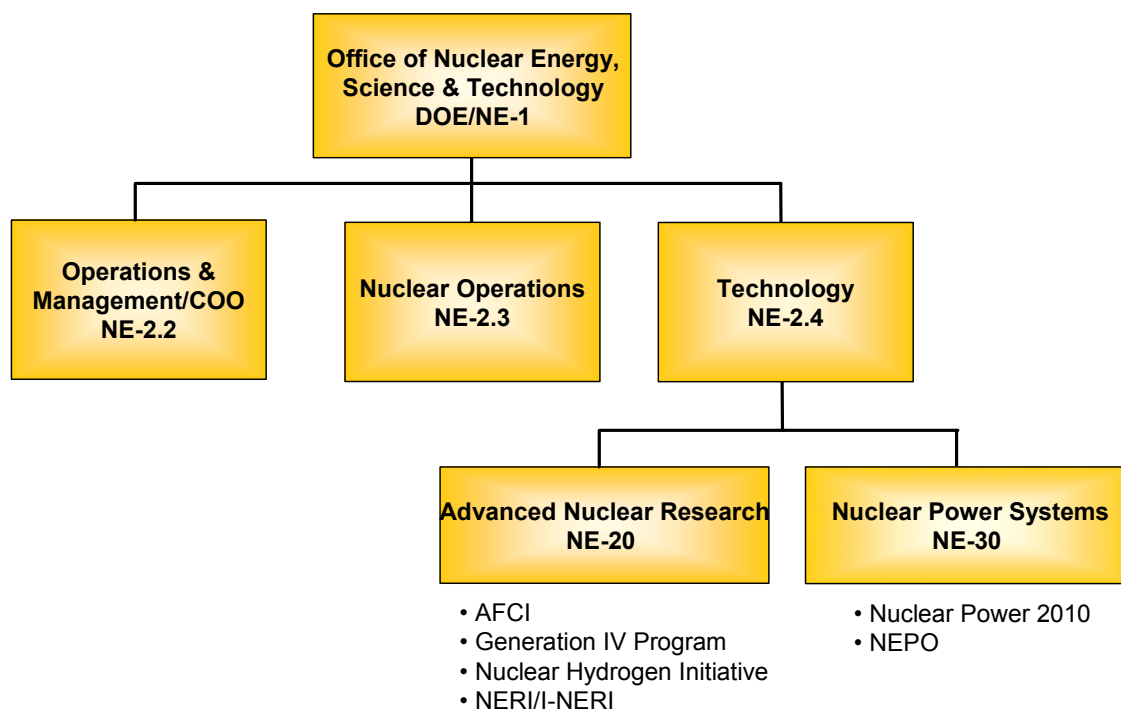 Office of Nuclear Energy,
Science & Technology
DOE/NE-1
Operations &
Management/COO
NE-2.2
Nuclear Operations
NE-2.3
Technology
NE-2.4
Advanced Nuclear Research
NE-20
Nuclear Power Systems
NE-30
• AFCI
• Generation IV Program
• Nuclear Hydrogen Initiative
• NERI/I-NERI
• Nuclear Power 2010
• NEPO